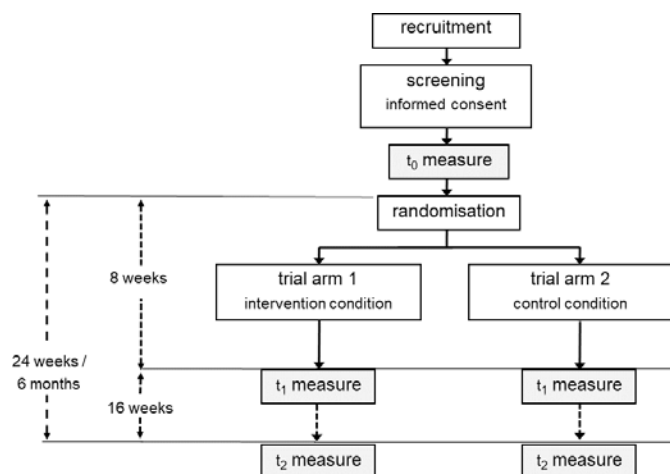 recruitment
screening
informed consent
t0 measure
randomisation
8 weeks
trial arm 1
intervention condition
trial arm 2
control condition
24 weeks /
6 months
t1 measure
t1 measure
16 weeks
t2 measure
t2 measure